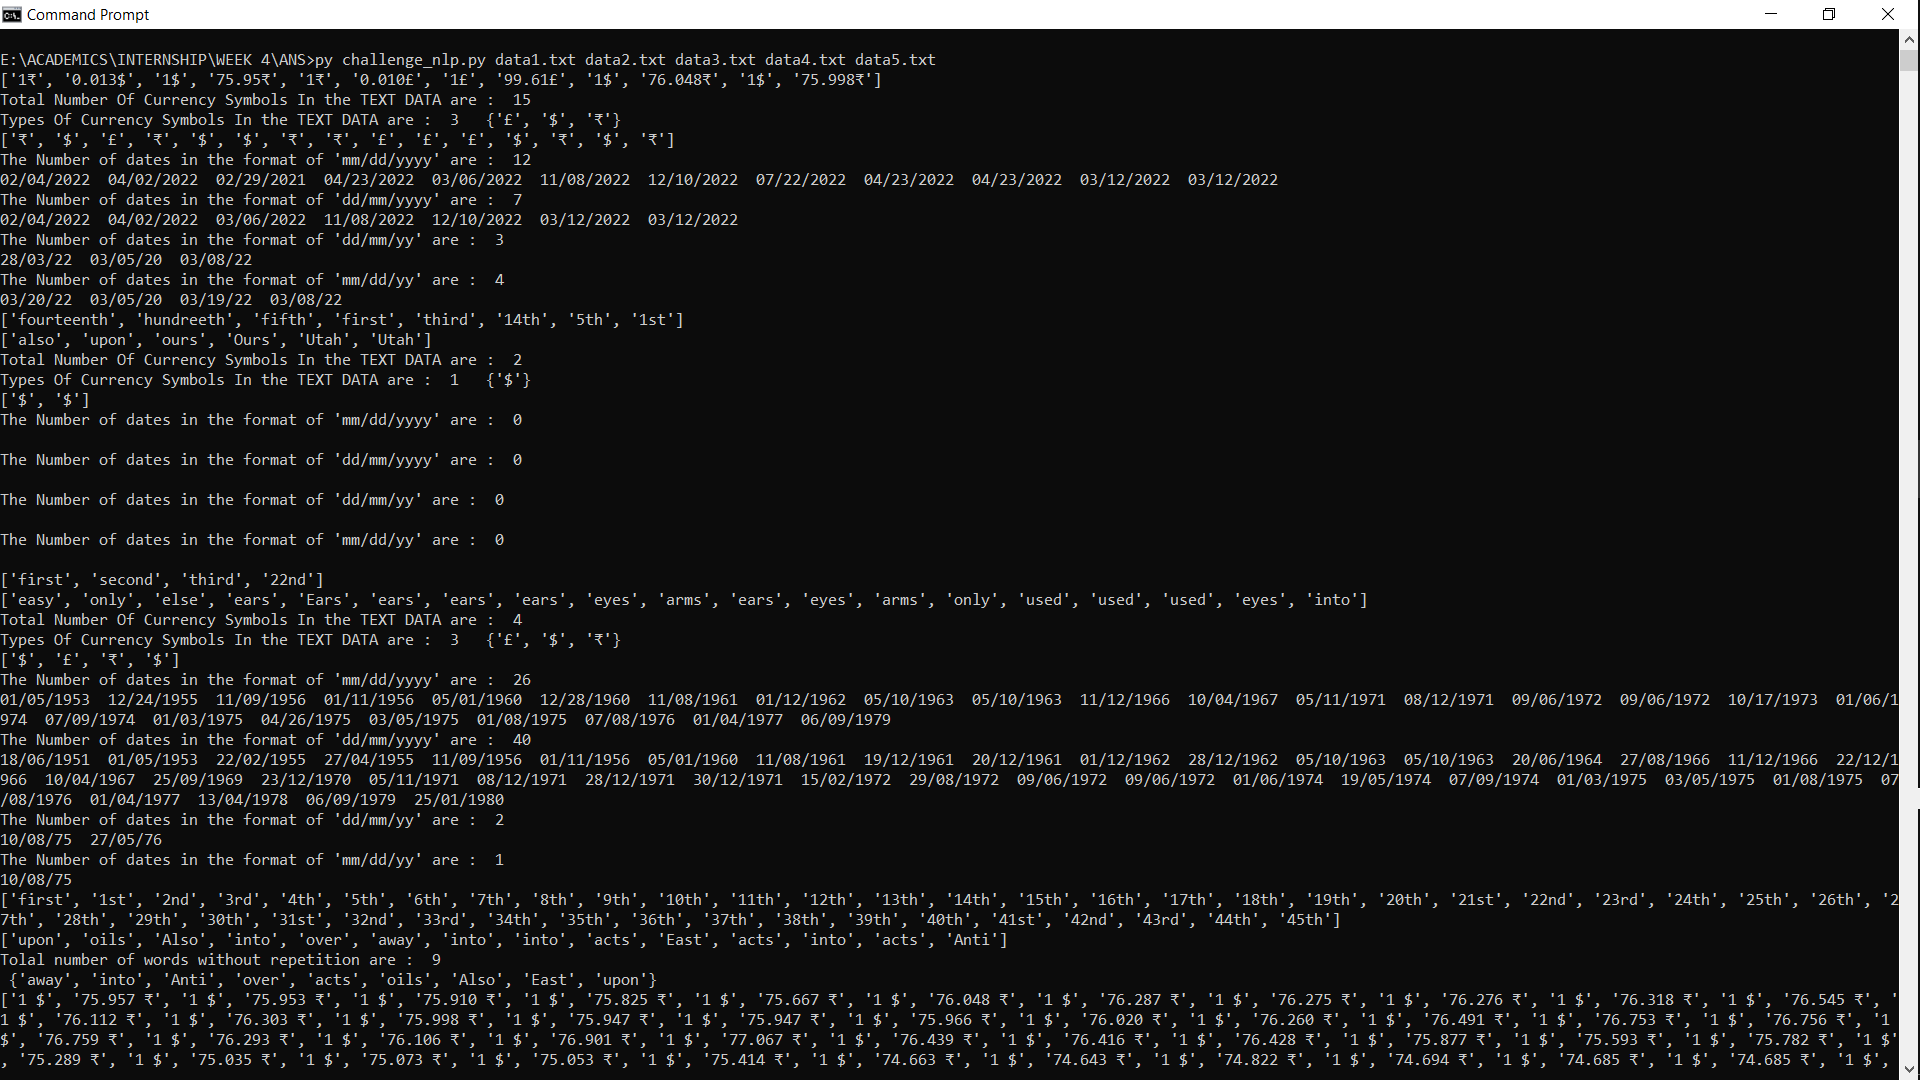 Command Prompt
E:\ACADEMICS\INTERNSHIP\WEEK 4\ANS>py challenge_nlp.py data1.txt data2.txt data3.txt data4.txt data5.txt
['1₹', '0.013$', '1$', '75.95₹', '1₹', '0.010£', '1£', '99.61£', '1$', '76.048₹', '1$', '75.998₹']
Total Number Of Currency Symbols In the TEXT DATA are :  15
Types Of Currency Symbols In the TEXT DATA are :  3   {'£', '$', '₹'}
['₹', '$', '£', '₹', '$', '$', '₹', '₹', '£', '£', '£', '$', '₹', '$', '₹']
The Number of dates in the format of 'mm/dd/yyyy' are :  12
02/04/2022  04/02/2022  02/29/2021  04/23/2022  03/06/2022  11/08/2022  12/10/2022  07/22/2022  04/23/2022  04/23/2022  03/12/2022  03/12/2022
The Number of dates in the format of 'dd/mm/yyyy' are :  7
02/04/2022  04/02/2022  03/06/2022  11/08/2022  12/10/2022  03/12/2022  03/12/2022
The Number of dates in the format of 'dd/mm/yy' are :  3
28/03/22  03/05/20  03/08/22
The Number of dates in the format of 'mm/dd/yy' are :  4
03/20/22  03/05/20  03/19/22  03/08/22
['fourteenth', 'hundreeth', 'fifth', 'first', 'third', '14th', '5th', '1st']
['also', 'upon', 'ours', 'Ours', 'Utah', 'Utah']
Total Number Of Currency Symbols In the TEXT DATA are :  2
Types Of Currency Symbols In the TEXT DATA are :  1   {'$'}
['$', '$']
The Number of dates in the format of 'mm/dd/yyyy' are :  0
The Number of dates in the format of 'dd/mm/yyyy' are :  0
The Number of dates in the format of 'dd/mm/yy' are :  0
The Number of dates in the format of 'mm/dd/yy' are :  0
['first', 'second', 'third', '22nd']
['easy', 'only', 'else', 'ears', 'Ears', 'ears', 'ears', 'ears', 'eyes', 'arms', 'ears', 'eyes', 'arms', 'only', 'used', 'used', 'used', 'eyes', 'into']
Total Number Of Currency Symbols In the TEXT DATA are :  4
Types Of Currency Symbols In the TEXT DATA are :  3   {'£', '$', '₹'}
['$', '£', '₹', '$']
The Number of dates in the format of 'mm/dd/yyyy' are :  26
01/05/1953  12/24/1955  11/09/1956  01/11/1956  05/01/1960  12/28/1960  11/08/1961  01/12/1962  05/10/1963  05/10/1963  11/12/1966  10/04/1967  05/11/1971  08/12/1971  09/06/1972  09/06/1972  10/17/1973  01/06/1
974  07/09/1974  01/03/1975  04/26/1975  03/05/1975  01/08/1975  07/08/1976  01/04/1977  06/09/1979
The Number of dates in the format of 'dd/mm/yyyy' are :  40
18/06/1951  01/05/1953  22/02/1955  27/04/1955  11/09/1956  01/11/1956  05/01/1960  11/08/1961  19/12/1961  20/12/1961  01/12/1962  28/12/1962  05/10/1963  05/10/1963  20/06/1964  27/08/1966  11/12/1966  22/12/1
966  10/04/1967  25/09/1969  23/12/1970  05/11/1971  08/12/1971  28/12/1971  30/12/1971  15/02/1972  29/08/1972  09/06/1972  09/06/1972  01/06/1974  19/05/1974  07/09/1974  01/03/1975  03/05/1975  01/08/1975  07
/08/1976  01/04/1977  13/04/1978  06/09/1979  25/01/1980
The Number of dates in the format of 'dd/mm/yy' are :  2
10/08/75  27/05/76
The Number of dates in the format of 'mm/dd/yy' are :  1
10/08/75
['first', '1st', '2nd', '3rd', '4th', '5th', '6th', '7th', '8th', '9th', '10th', '11th', '12th', '13th', '14th', '15th', '16th', '17th', '18th', '19th', '20th', '21st', '22nd', '23rd', '24th', '25th', '26th', '2
7th', '28th', '29th', '30th', '31st', '32nd', '33rd', '34th', '35th', '36th', '37th', '38th', '39th', '40th', '41st', '42nd', '43rd', '44th', '45th']
['upon', 'oils', 'Also', 'into', 'over', 'away', 'into', 'into', 'acts', 'East', 'acts', 'into', 'acts', 'Anti']
Tolal number of words without repetition are :  9
{'away', 'into', 'Anti', 'over', 'acts', 'oils', 'Also', 'East', 'upon'}
['1 $', '75.957 ₹', '1 $', '75.953 ₹', '1 $', '75.910 ₹', '1 $', '75.825 ₹', '1 $', '75.667 ₹', '1 $', '76.048 ₹', '1 $', '76.287 ₹', '1 $', '76.275 ₹', '1 $', '76.276 ₹', '1 $', '76.318 ₹', '1 $', '76.545 ₹', '
1 $', '76.112 ₹', '1 $', '76.303 ₹', '1 $', '75.998 ₹', '1 $', '75.947 ₹', '1 $', '75.947 ₹', '1 $', '75.966 ₹', '1 $', '76.020 ₹', '1 $', '76.260 ₹', '1 $', '76.491 ₹', '1 $', '76.753 ₹', '1 $', '76.756 ₹', '1
$', '76.759 ₹', '1 $', '76.293 ₹', '1 $', '76.106 ₹', '1 $', '76.901 ₹', '1 $', '77.067 ₹', '1 $', '76.439 ₹', '1 $', '76.416 ₹', '1 $', '76.428 ₹', '1 $', '75.877 ₹', '1 $', '75.593 ₹', '1 $', '75.782 ₹', '1 $'
, '75.289 ₹', '1 $', '75.035 ₹', '1 $', '75.073 ₹', '1 $', '75.053 ₹', '1 $', '75.414 ₹', '1 $', '74.663 ₹', '1 $', '74.643 ₹', '1 $', '74.822 ₹', '1 $', '74.694 ₹', '1 $', '74.685 ₹', '1 $', '74.685 ₹', '1 $',